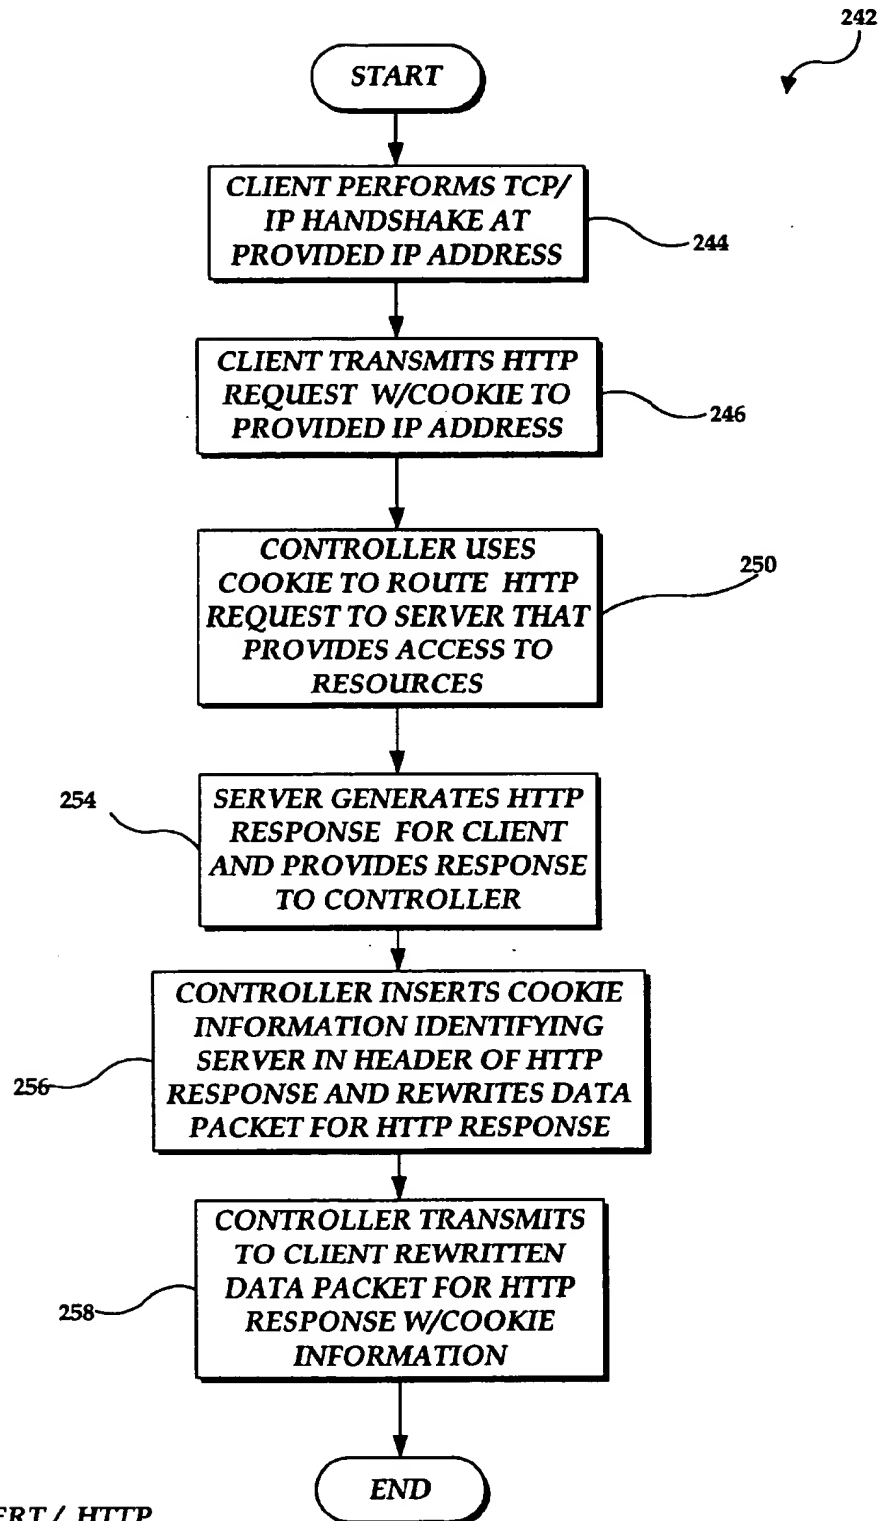 242
START
CLIENT PERFORMS TCP/
IP HANDSHAKE AT
PROVIDED IP ADDRESS
244
CLIENT TRANSMITS HTTP
REQUEST W/COOKIE TO
PROVIDED IP ADDRESS
246
CONTROLLER USES
COOKIE TO ROUTE HTTP
REQUEST TO SERVER THAT
PROVIDES ACCESS TO
RESOURCES
250
254
SERVER GENERATES HTTP
RESPONSE FOR CLIENT
AND PROVIDES RESPONSE
TO CONTROLLER
CONTROLLER INSERTS COOKIE
INFORMATION IDENTIFYING
SERVER IN HEADER OF HTTP
RESPONSE AND REWRITES DATA
PACKET FOR HTTP RESPONSE
256
CONTROLLER TRANSMITS
TO CLIENT REWRITTEN
DATA PACKET FOR HTTP
RESPONSE W/COOKIE
INFORMATION
258
END
HTTP